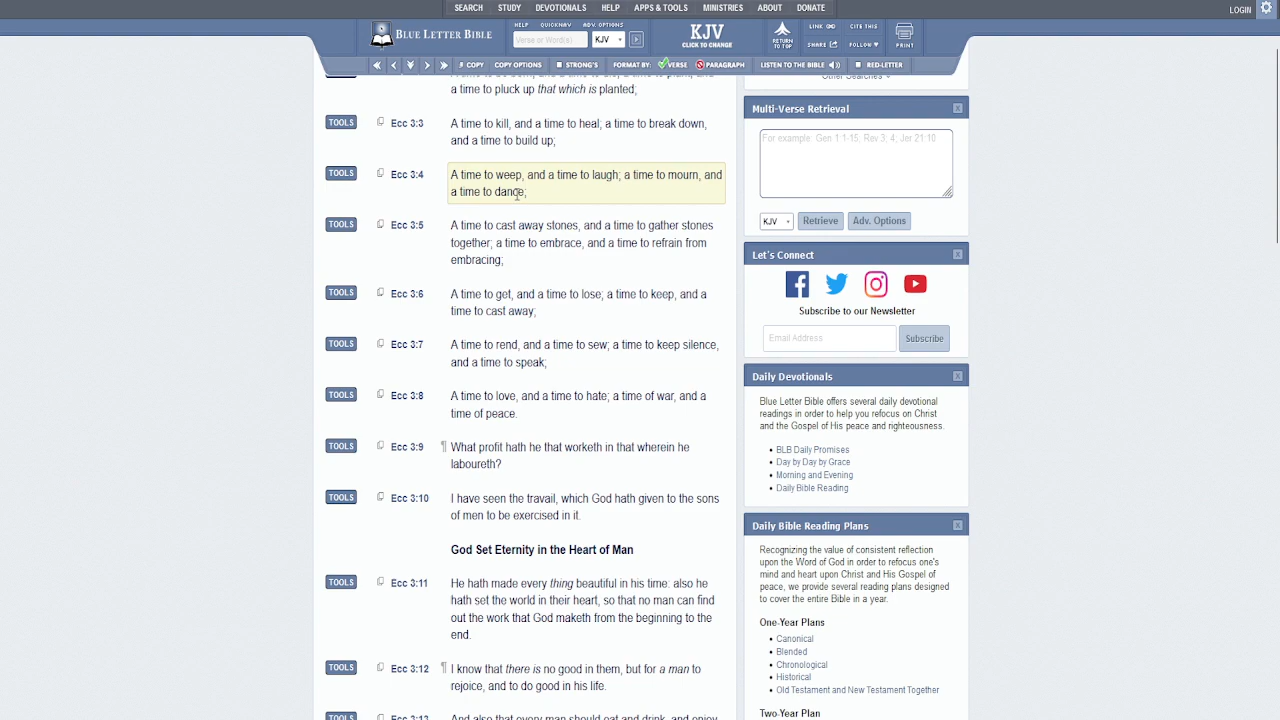 SEARCH STUDY DEVOTIONALS HELP APPS & TOOLS MINISTRIES ABOUT DONATE LOGIN
BLUE LETTER BIBLE
HELP QUICKNAV ADV. OPTIONS
Verse or Word(s) KJV
KJV
CLICK TO CHANGE
RETURN
TO TOP
LINK
SHARE
CITE THIS
FOLLOW
PRINT
COPY COPY OPTIONS STRONG'S FORMAT BY: VERSE PARAGRAPH LISTEN TO THE BIBLE RED-LETTER
a time to pluck up that which is planted;
TOOLS Ecc 3:3 A time to kill, and a time to heal; a time to break down,
and a time to build up;
TOOLS Ecc 3:4 A time to weep, and a time to laugh; a time to mourn, and
a time to dance;
TOOLS Ecc 3:5 A time to cast away stones, and a time to gather stones
together; a time to embrace, and a time to refrain from
embracing;
TOOLS Ecc 3:6 A time to get, and a time to lose; a time to keep, and a
time to cast away;
TOOLS Ecc 3:7 A time to rend, and a time to sew; a time to keep silence,
and a time to speak;
TOOLS Ecc 3:8 A time to love, and a time to hate; a time of war, and a
time of peace.
TOOLS Ecc 3:9 ¶ What profit hath he that worketh in that wherein he
laboureth?
TOOLS Ecc 3:10 I have seen the travail, which God hath given to the sons
of men to be exercised in it.
God Set Eternity in the Heart of Man
TOOLS Ecc 3:11 He hath made every thing beautiful in his time: also he
hath set the world in their heart, so that no man can find
out the work that God maketh from the beginning to the
end.
TOOLS Ecc 3:12 ¶ I know that there is no good in them, but for a man to
rejoice, and to do good in his life.
TOOLS Ecc 3:13 And also that every man should eat and drink, and enjoy
Other Searches
Multi-Verse Retrieval
For example: Gen 1:1-15; Rev 3; 4; Jer 21:10
KJV Retrieve Adv. Options
Let's Connect
Subscribe to our Newsletter
Email Address Subscribe
Daily Devotionals
Blue Letter Bible offers several daily devotional
readings in order to help you refocus on Christ
and the Gospel of His peace and righteousness.
• BLB Daily Promises
• Day by Day by Grace
• Morning and Evening
• Daily Bible Reading
Daily Bible Reading Plans
Recognizing the value of consistent reflection
upon the Word of God in order to refocus one's
mind and heart upon Christ and His Gospel of
peace, we provide several reading plans designed
to cover the entire Bible in a year.
One-Year Plans
• Canonical
• Blended
• Chronological
• Historical
• Old Testament and New Testament Together
Two-Year Plan